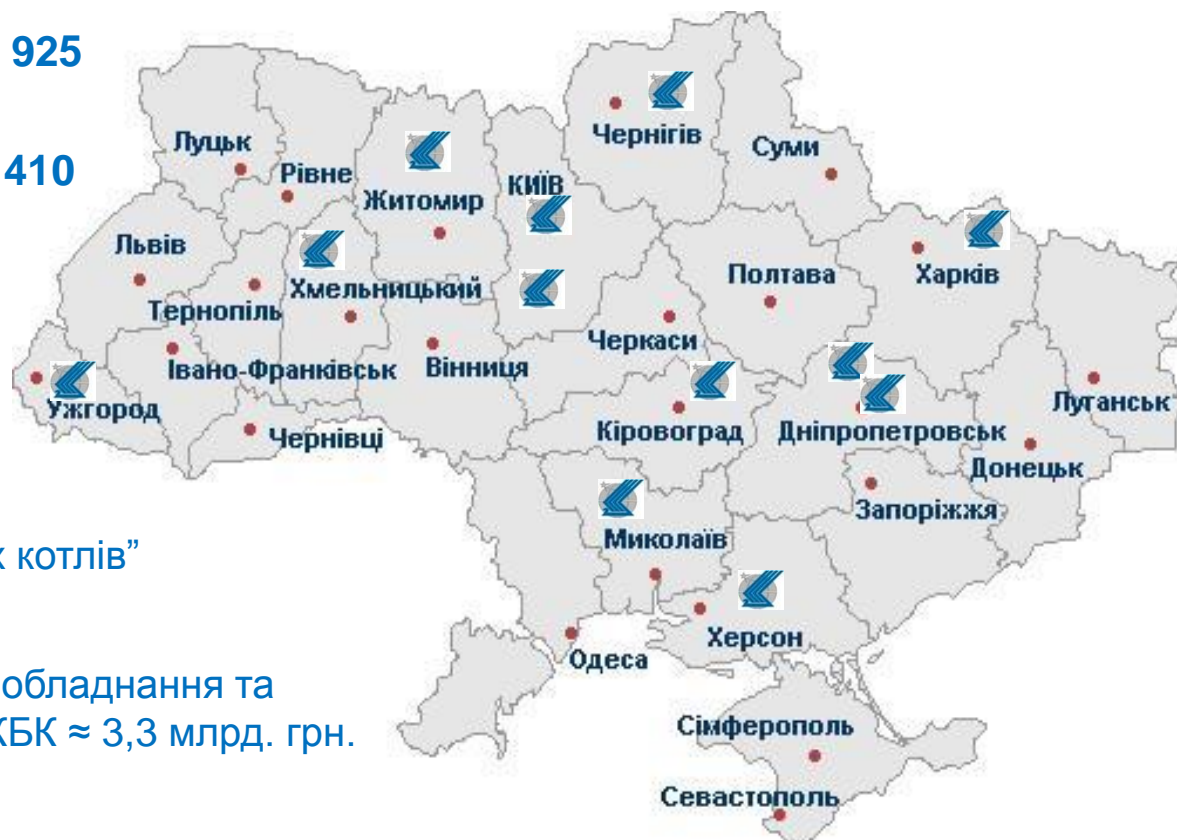 925
410
Чернігів
Суми
Луцьк
Рівне
Житомир
КИЇВ
Львів
Хмельницький
Тернопіль
Полтава
Харків
Черкаси
Івано-Франківськ
Вінниця
Ужгород
Чернівці
Кіровоград
Дніпропетровськ
Луганськ
Донецьк
Запоріжжя
Миколаїв
котлів”
Херсон
Одеса
обладнання та
КБК ≈ 3,3 млрд. грн.
Сімферополь
Севастополь